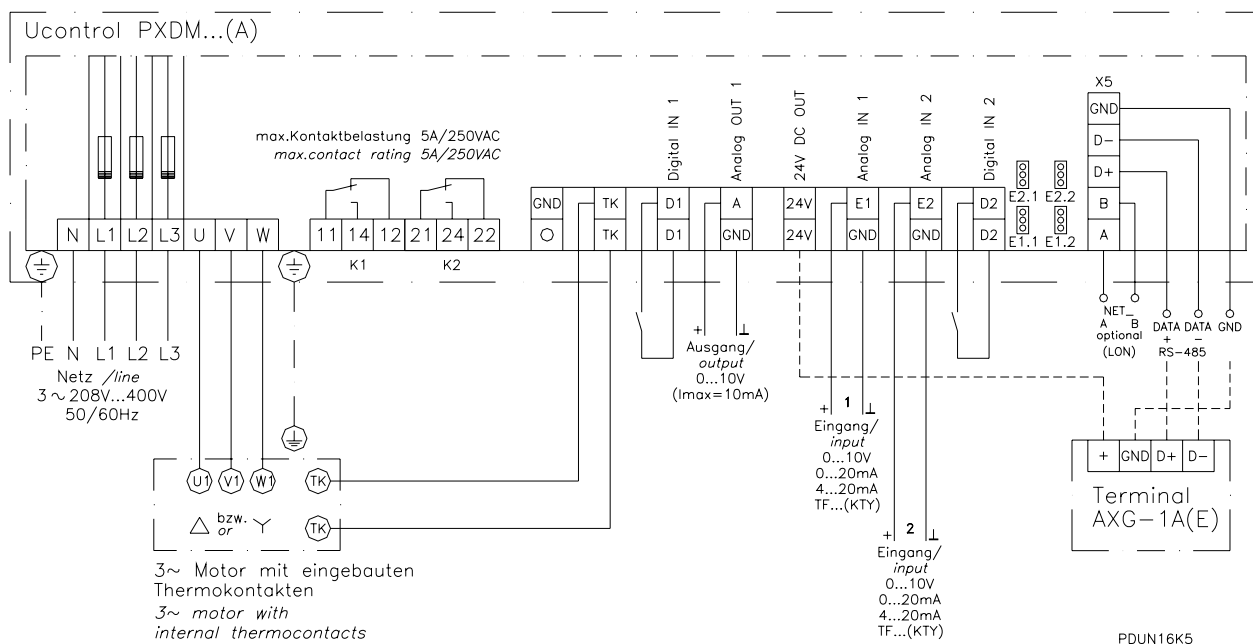 Ucontrol PXDM...(A)
max.Kontaktbelastung 5A/250VAC
max.contact rating 5A/250VAC
Digital IN 1
Analog OUT 1
24V DC OUT
Analog IN 1
Analog IN 2
Digital IN 2
X5
GND
D-
D+
B
A
E2.1 E2.2
E1.1 E1.2
GND TK D1 A 24V E1 E2 D2
TK D1 GND 24V GND GND D2
N L1 L2 L3 U V W
11 14 12 21 24 22
K1 K2
PE N L1 L2 L3
Netz /line
3~208V...400V
50/60Hz
+ ⊥
Ausgang/
output
0...10V
(Imax=10mA)
+ 1 ⊥
Eingang/
input
0...10V
0...20mA
4...20mA
TF...(KTY)
+ 2 ⊥
Eingang/
input
0...10V
0...20mA
4...20mA
TF...(KTY)
NET_
A B
optional
(LON)
DATA DATA GND
+ -
RS-485
+ GND D+ D-
Terminal
AXG-1A(E)
U1 V1 W1 TK
△ bzw. Y
or
TK
3~ Motor mit eingebauten
Thermokontakten
3~ motor with
internal thermocontacts
PDUN16K5